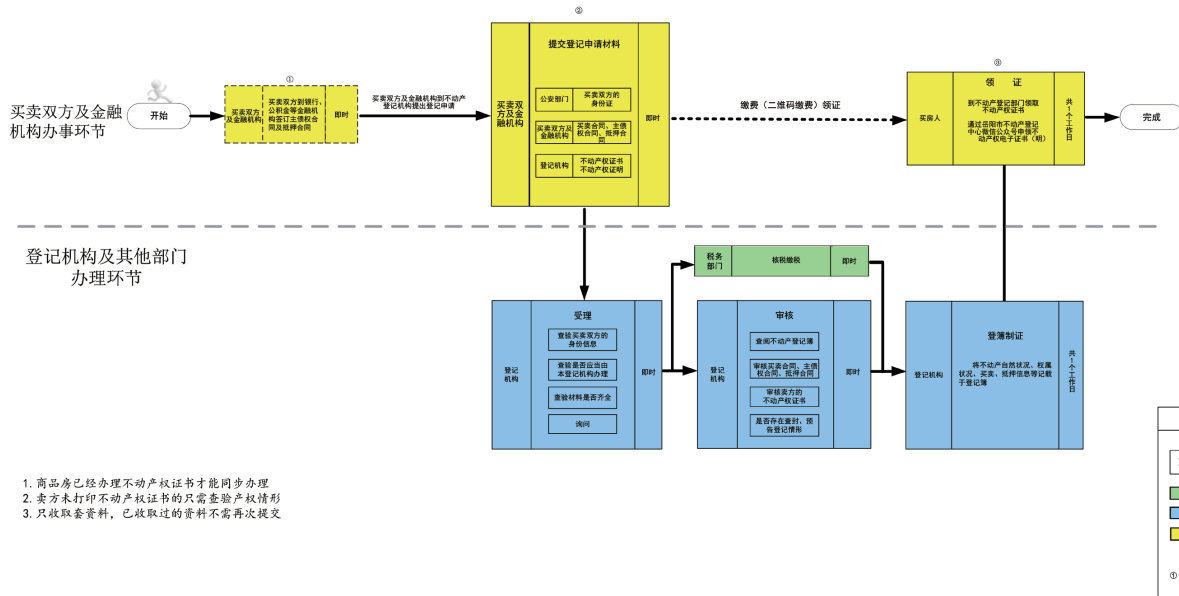 ②
提交登记申请材料
买卖双方及金融机构
公安部门
买卖双方的
身份证
买卖双方及
金融机构
买卖合同、主债
权合同、抵押合
同
登记机构
不动产权证书
不动产权证明
即时
买卖双方及金融
机构办事环节
开始
①
买卖双方
及金融机构
买卖双方到银行、
公积金等金融机
构签订主债权合
同及抵押合同
即时
买卖双方及金融机构到不动产
登记机构提出登记申请
缴费（二维码缴费）领证
③
买房人
领 证
到不动产登记部门领取
不动产权证书
通过岳阳市不动产登记
中心微信公众号申领不
动产权电子证书（明）
共1个工作日
完成
登记机构及其他部门
办理环节
税务
部门
核税缴税
即时
登记
机构
受理
查验买卖双方的
身份信息
查验是否应当由
本登记机构办理
查验材料是否齐全
询问
即时
登记
机构
审核
查阅不动产登记簿
审核买卖合同、主债
权合同、抵押合同
审核卖方的
不动产权证书
是否存在查封、预
告登记情形
即时
登记机构
登簿制证
将不动产自然状况、权属
状况、买卖、抵押信息等记载
于登记簿
共1个工作日
1. 商品房已经办理不动产权证书才能同步办理
2. 卖方未打印不动产权证书的只需查验产权情形
3. 只收取套资料，已收取过的资料不需再次提交
①